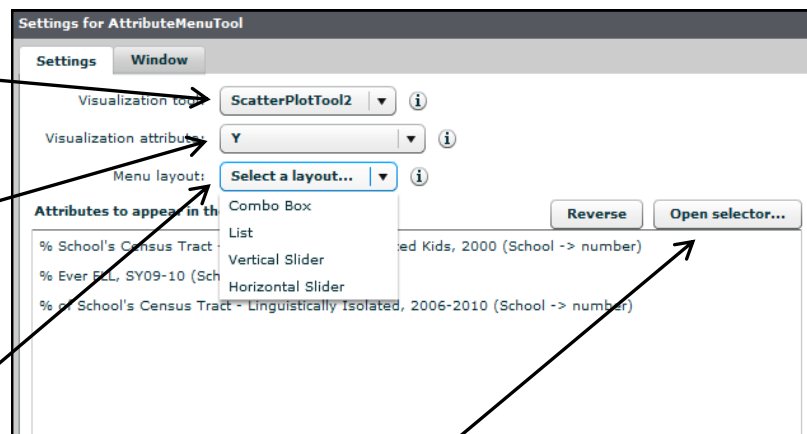 Settings for AttributeMenuTool
Settings Window
Visualization tool: ScatterPlotTool2
Visualization attribute: Y
Menu layout: Select a layout...
Attributes to appear in th Reverse Open selector...
Combo Box
List
Vertical Slider
Horizontal Slider
% School's Census Tract - ted Kids, 2000 (School -> number)
% Ever ELL, SY09-10 (Sch
% of School's Census Tract - Linguistically Isolated, 2006-2010 (School -> number)